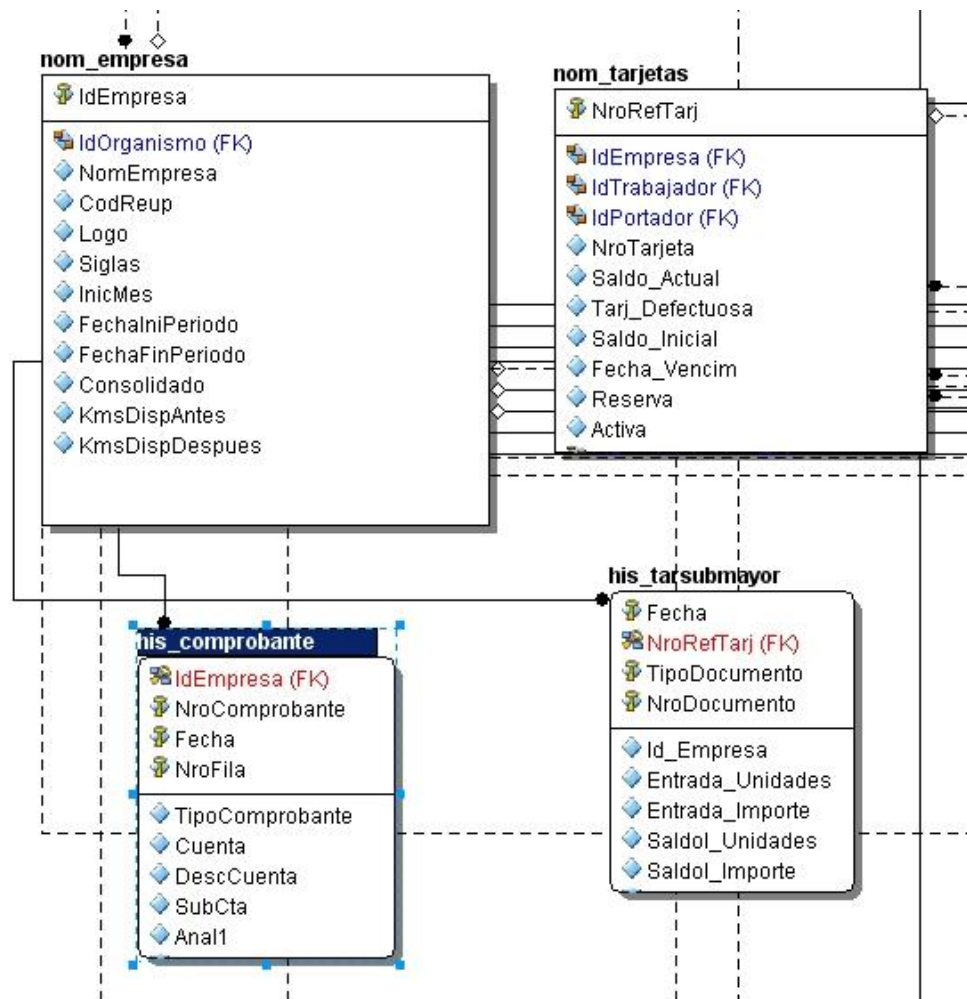 nom_empresa
IdEmpresa
IdOrganismo (FK)
NomEmpresa
CodReup
Logo
Siglas
InicMes
FechaIniPeriodo
FechaFinPeriodo
Consolidado
KmsDispAntes
KmsDispDespues
nom_tarjetas
NroRefTarj
IdEmpresa (FK)
IdTrabajador (FK)
IdPortador (FK)
NroTarjeta
Saldo_Actual
Tarj_Defectuosa
Saldo_Inicial
Fecha_Vencim
Reserva
Activa
his_comprobante
IdEmpresa (FK)
NroComprobante
Fecha
NroFila
TipoComprobante
Cuenta
DescCuenta
SubCta
Anal1
his_tarsubmayor
Fecha
NroRefTarj (FK)
TipoDocumento
NroDocumento
Id_Empresa
Entrada_Unidades
Entrada_Importe
SaldoI_Unidades
SaldoI_Importe